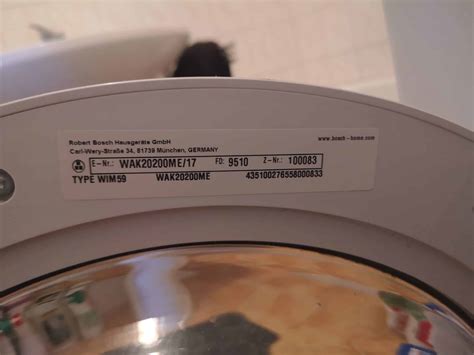 Robert Bosch Hausgeräte GmbH www.bosch-home.com
Carl-Wery-Straße 34, 81739 München, GERMANY
E-Nr.: WAK20200ME/17 FD: 9510 Z-Nr.: 100083
TYPE WIM59 WAK20200ME 435100276558000833